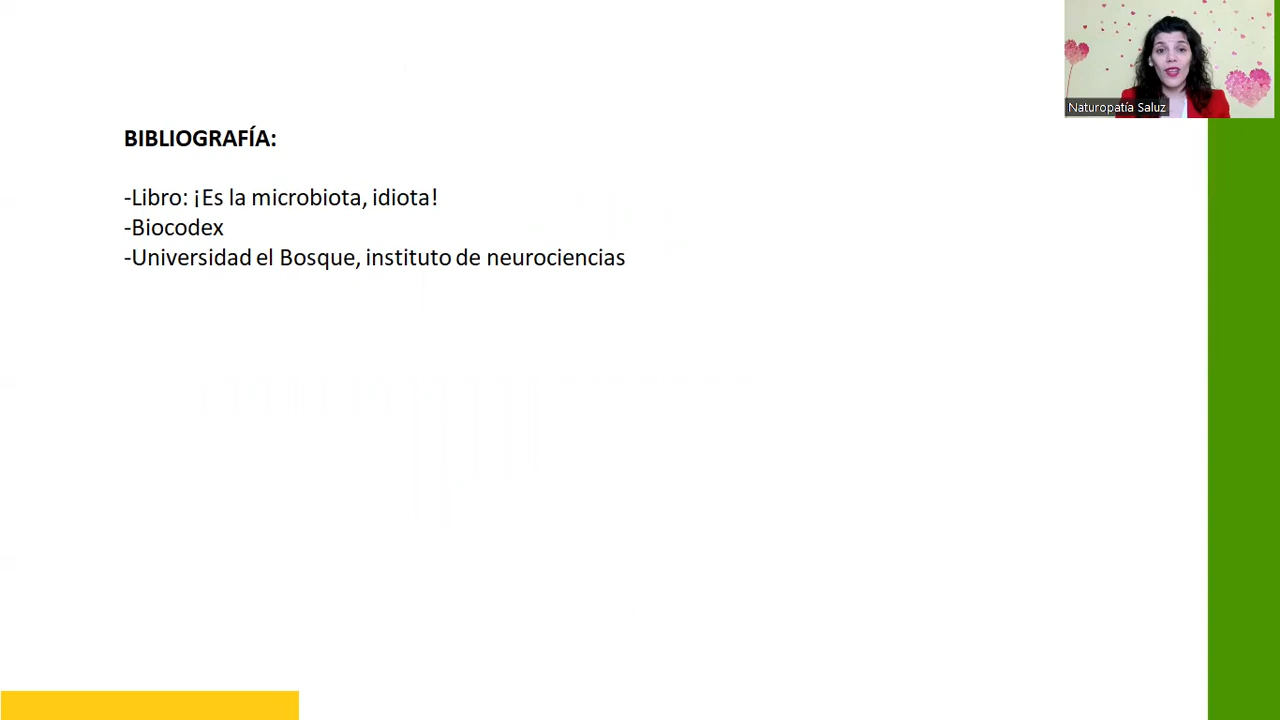 Naturopatía Saluz
BIBLIOGRAFÍA:
-Libro: ¡Es la microbiota, idiota!
-Biocodex
-Universidad el Bosque, instituto de neurociencias